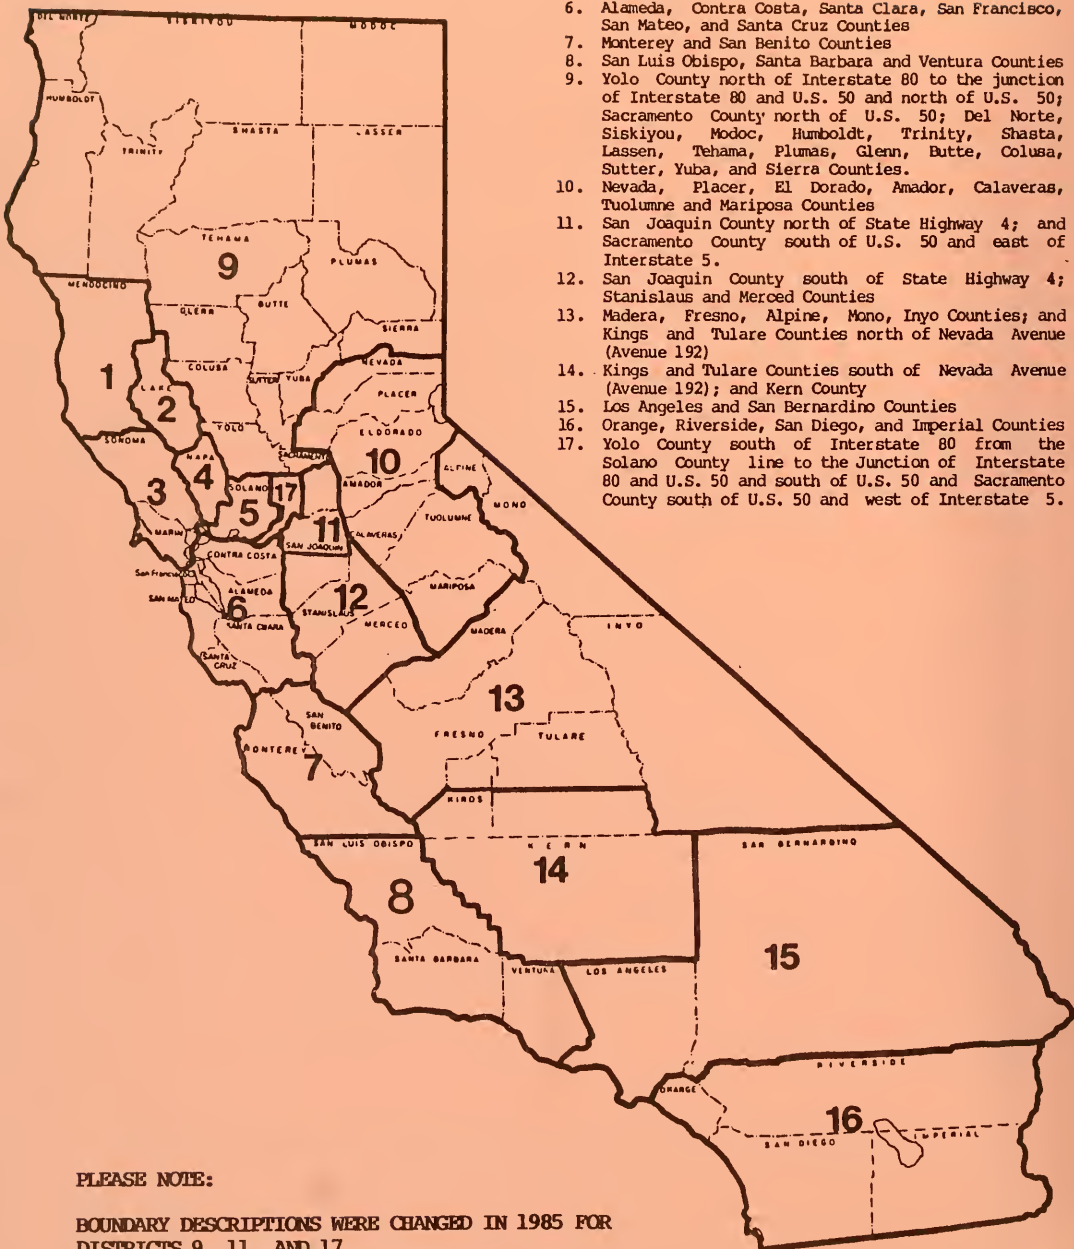 6. Alameda, Contra Costa, Santa Clara, San Francisco,
San Mateo, and Santa Cruz Counties
7. Monterey and San Benito Counties
8. San Luis Obispo, Santa Barbara and Ventura Counties
9. Yolo County north of Interstate 80 to the junction
of Interstate 80 and U.S. 50 and north of U.S. 50;
Sacramento County north of U.S. 50; Del Norte,
Siskiyou, Modoc, Humboldt, Trinity, Shasta,
Lassen, Tehama, Plumas, Glenn, Butte, Colusa,
Sutter, Yuba, and Sierra Counties.
10. Nevada, Placer, El Dorado, Amador, Calaveras,
Tuolumne and Mariposa Counties
11. San Joaquin County north of State Highway 4; and
Sacramento County south of U.S. 50 and east of
Interstate 5.
12. San Joaquin County south of State Highway 4;
Stanislaus and Merced Counties
13. Madera, Fresno, Alpine, Mono, Inyo Counties; and
Kings and Tulare Counties north of Nevada Avenue
(Avenue 192)
14. Kings and Tulare Counties south of Nevada Avenue
(Avenue 192); and Kern County
15. Los Angeles and San Bernardino Counties
16. Orange, Riverside, San Diego, and Imperial Counties
17. Yolo County south of Interstate 80 from the
Solano County line to the Junction of Interstate
80 and U.S. 50 and south of U.S. 50 and Sacramento
County south of U.S. 50 and west of Interstate 5.
DEL NORTE
SISKIYOU
MODOC
HUMBOLDT
TRINITY
SHASTA
LASSEN
TEHAMA
9
PLUMAS
MENDOCINO
GLENN
BUTTE
SIERRA
1
LAKE
2
COLUSA
SUTTER
YUBA
NEVADA
PLACER
SONOMA
YOLO
ELDORADO
NAPA
4
SACRAMENTO
10
ALPINE
3
SOLANO
17
AMADOR
5
MONO
MARIN
11
TUOLUMNE
CALAVERAS
SAN JOAQUIN
CONTRA COSTA
San Francisco
ALAMEDA
MARIPOSA
SAN MATEO
6
12
STANISLAUS
SANTA CLARA
MERCED
MADERA
INYO
SANTA
CRUZ
13
SAN
BENITO
FRESNO
TULARE
MONTEREY
7
KINGS
SAN LUIS OBISPO
KERN
SAN BERNARDINO
14
8
SANTA BARBARA
VENTURA
LOS ANGELES
15
RIVERSIDE
ORANGE
16
SAN DIEGO
IMPERIAL
PLEASE NOTE:
BOUNDARY DESCRIPTIONS WERE CHANGED IN 1985 FOR
DISTRICTS 9, 11, AND 17